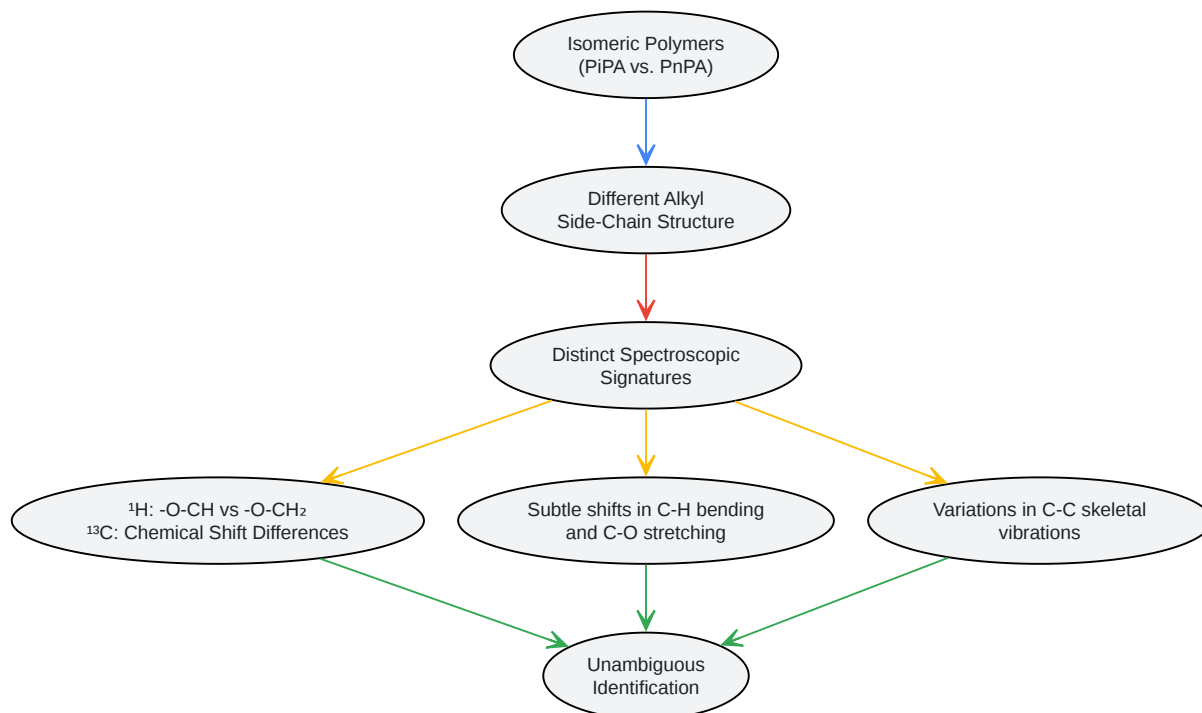 Isomeric Polymers
(PiPA vs. PnPA)
Different Alkyl
Side-Chain Structure
Distinct Spectroscopic
Signatures
¹H: -O-CH vs -O-CH₂
¹³C: Chemical Shift Differences
Subtle shifts in C-H bending
and C-O stretching
Variations in C-C skeletal
vibrations
Unambiguous
Identification